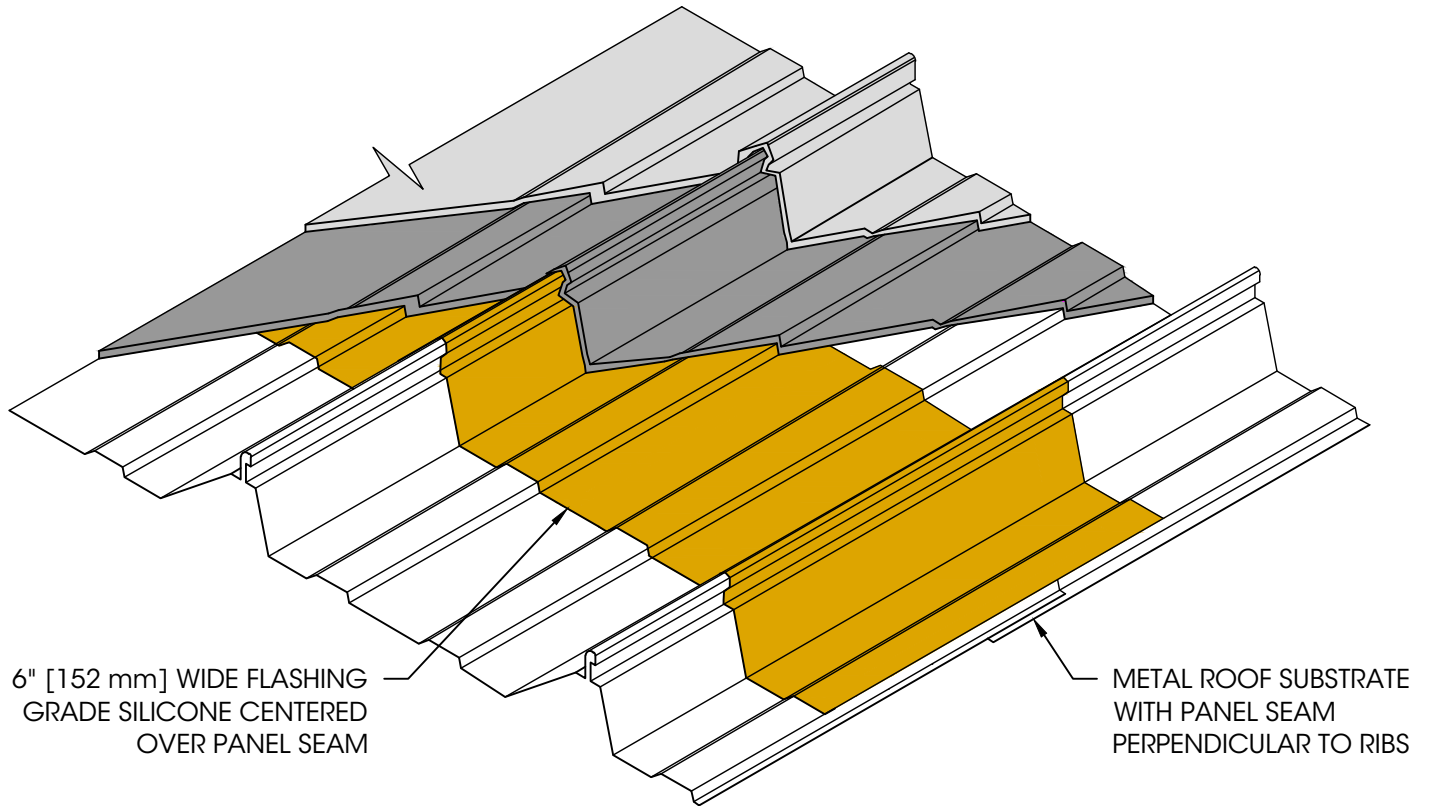 6" [152 mm] WIDE FLASHING
GRADE SILICONE CENTERED
OVER PANEL SEAM
METAL ROOF SUBSTRATE
WITH PANEL SEAM
PERPENDICULAR TO RIBS